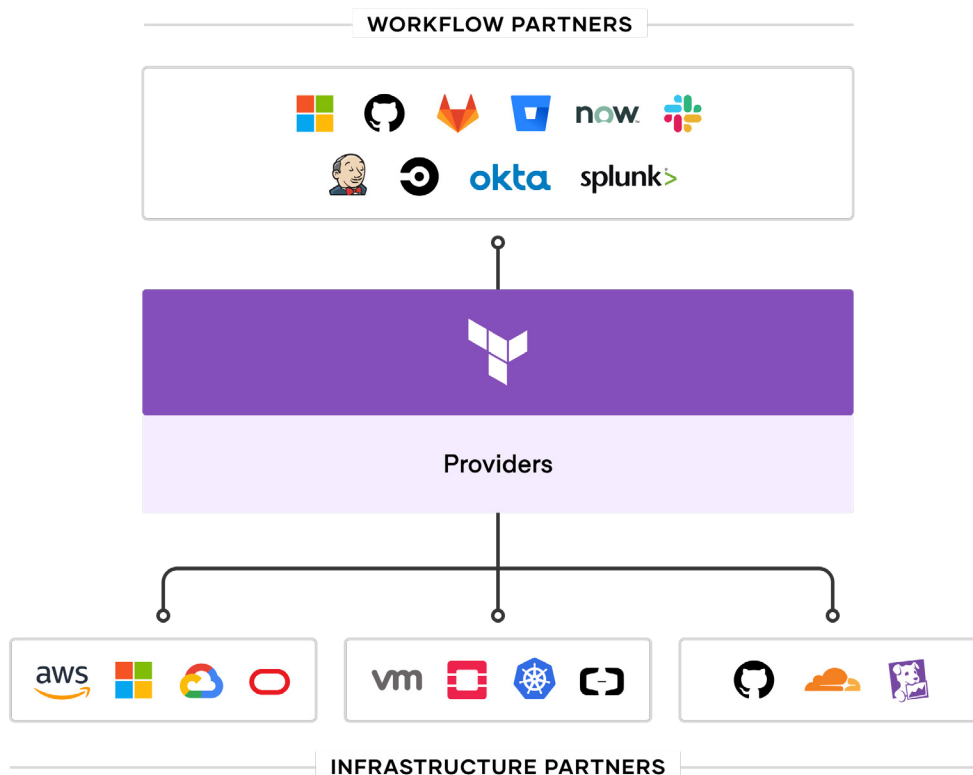 WORKFLOW PARTNERS
now
okta
splunk>
Providers
aws
vm
INFRASTRUCTURE PARTNERS